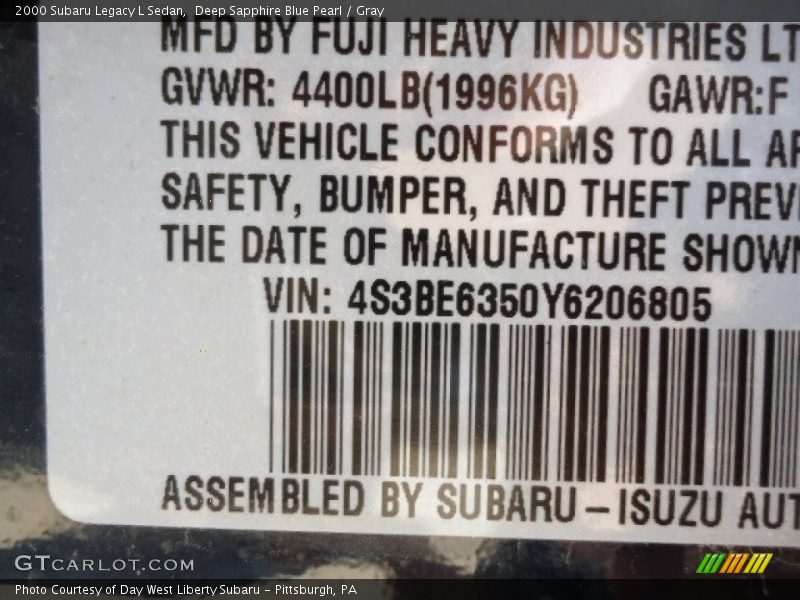 2000 Subaru Legacy L Sedan, Deep Sapphire Blue Pearl / Gray
MFD BY FUJI HEAVY INDUSTRIES LT
GVWR: 4400LB(1996KG) GAWR:F
THIS VEHICLE CONFORMS TO ALL AP
SAFETY, BUMPER, AND THEFT PREVE
THE DATE OF MANUFACTURE SHOWN
VIN: 4S3BE6350Y6206805
ASSEMBLED BY SUBARU-ISUZU AUT
GTCARLOT.COM
Photo Courtesy of Day West Liberty Subaru - Pittsburgh, PA